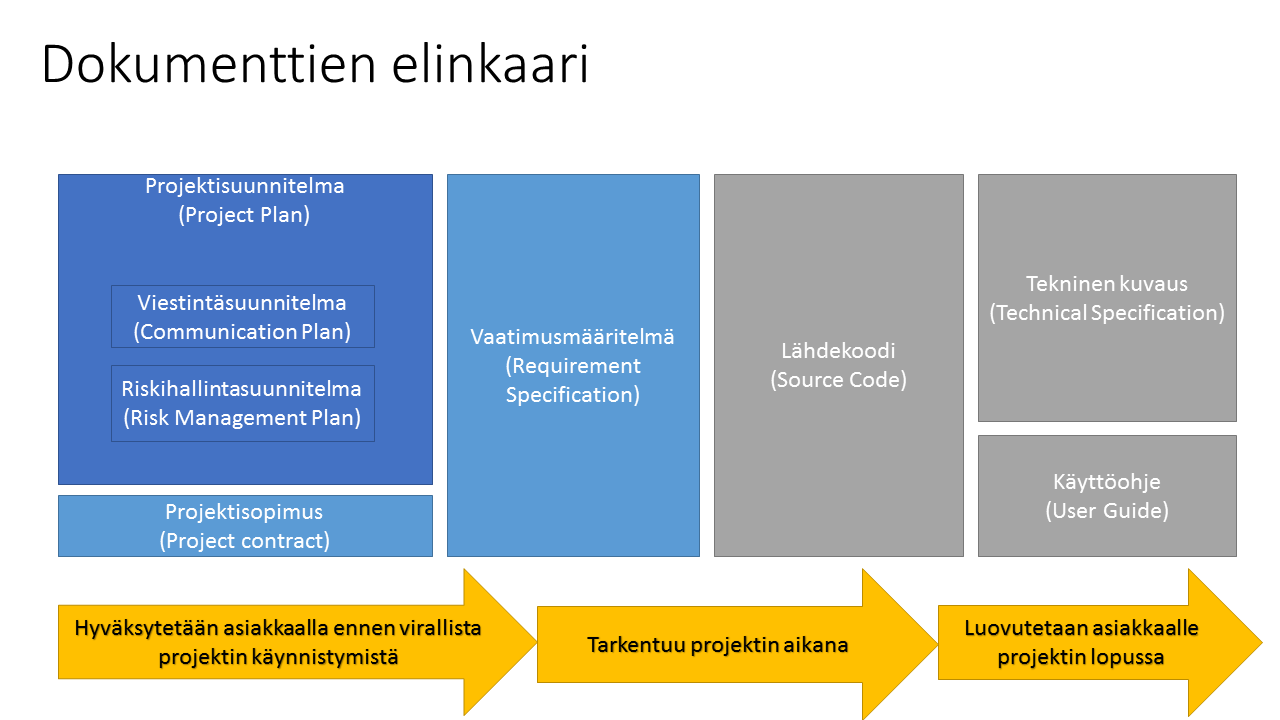 Dokumenttien elinkaari
Projektisuunnitelma
(Project Plan)
Viestintäsuunnitelma
(Communication Plan)
Riskihallintasuunnitelma
(Risk Management Plan)
Projektisopimus
(Project contract)
Vaatimusmääritelmä
(Requirement
Specification)
Lähdekoodi
(Source Code)
Tekninen kuvaus
(Technical Specification)
Käyttöohje
(User Guide)
Hyväksytetään asiakkaalla ennen virallista
projektin käynnistymistä
Tarkentuu projektin aikana
Luovutetaan asiakkaalle
projektin lopussa